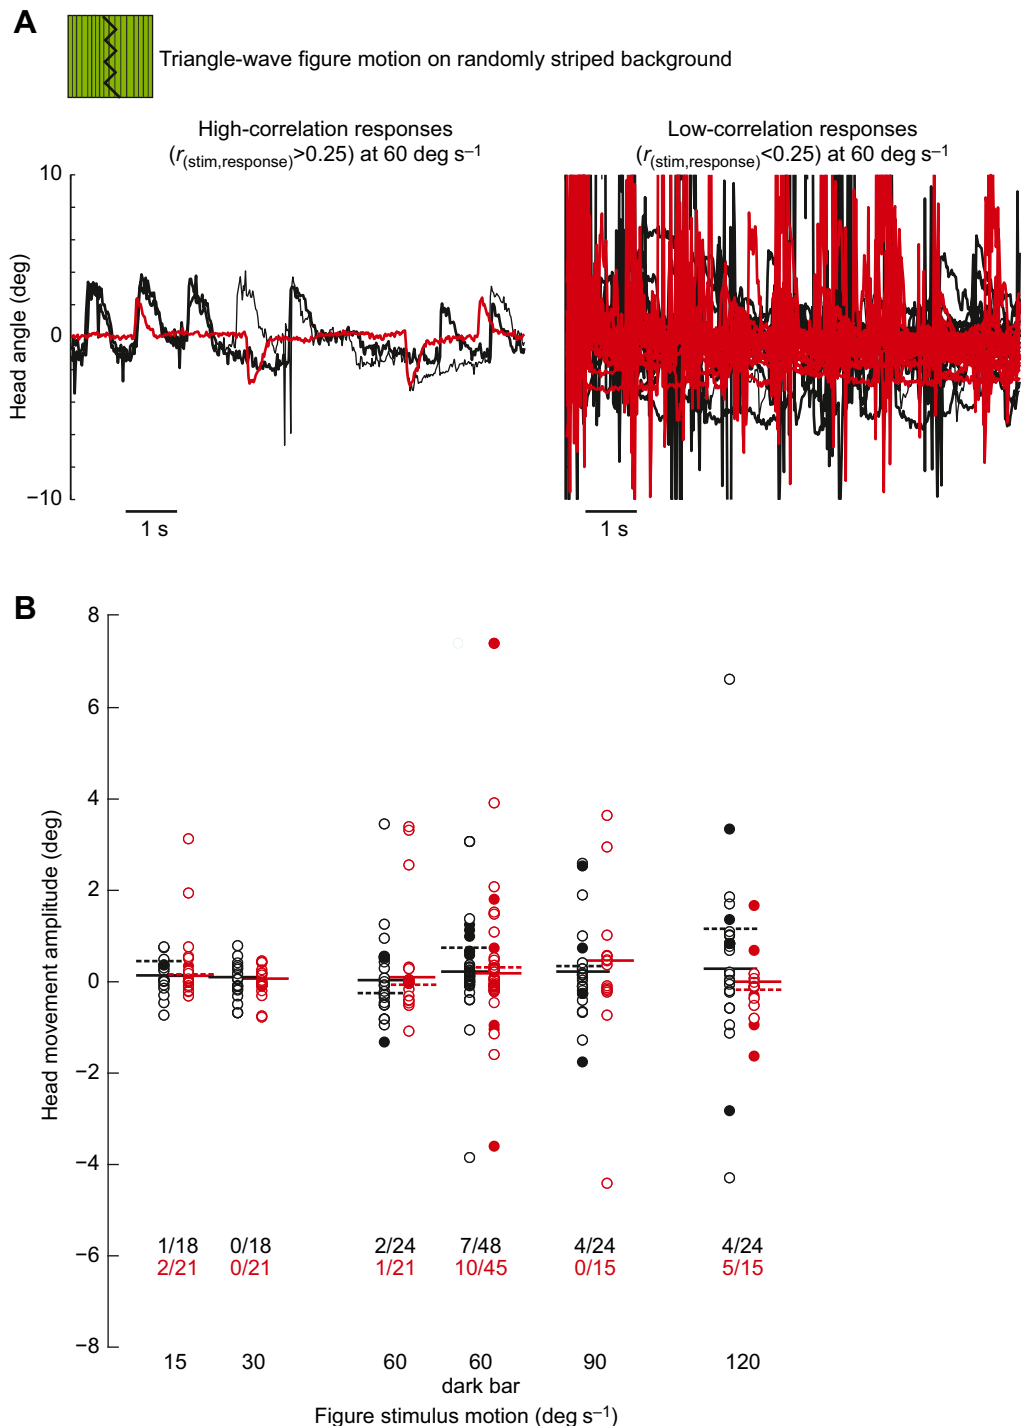 A
Triangle-wave figure motion on randomly striped background
High-correlation responses
(r(stim,response)>0.25) at 60 deg s−1
Low-correlation responses
(r(stim,response)<0.25) at 60 deg s−1
10
0
−10
Head angle (deg)
1 s
1 s
B
8
6
4
2
0
−2
−4
−6
−8
Head movement amplitude (deg)
1/18 0/18 2/24 7/48 4/24 4/24
2/21 0/21 1/21 10/45 0/15 5/15
15 30 60 60 90 120
dark bar
Figure stimulus motion (deg s−1)